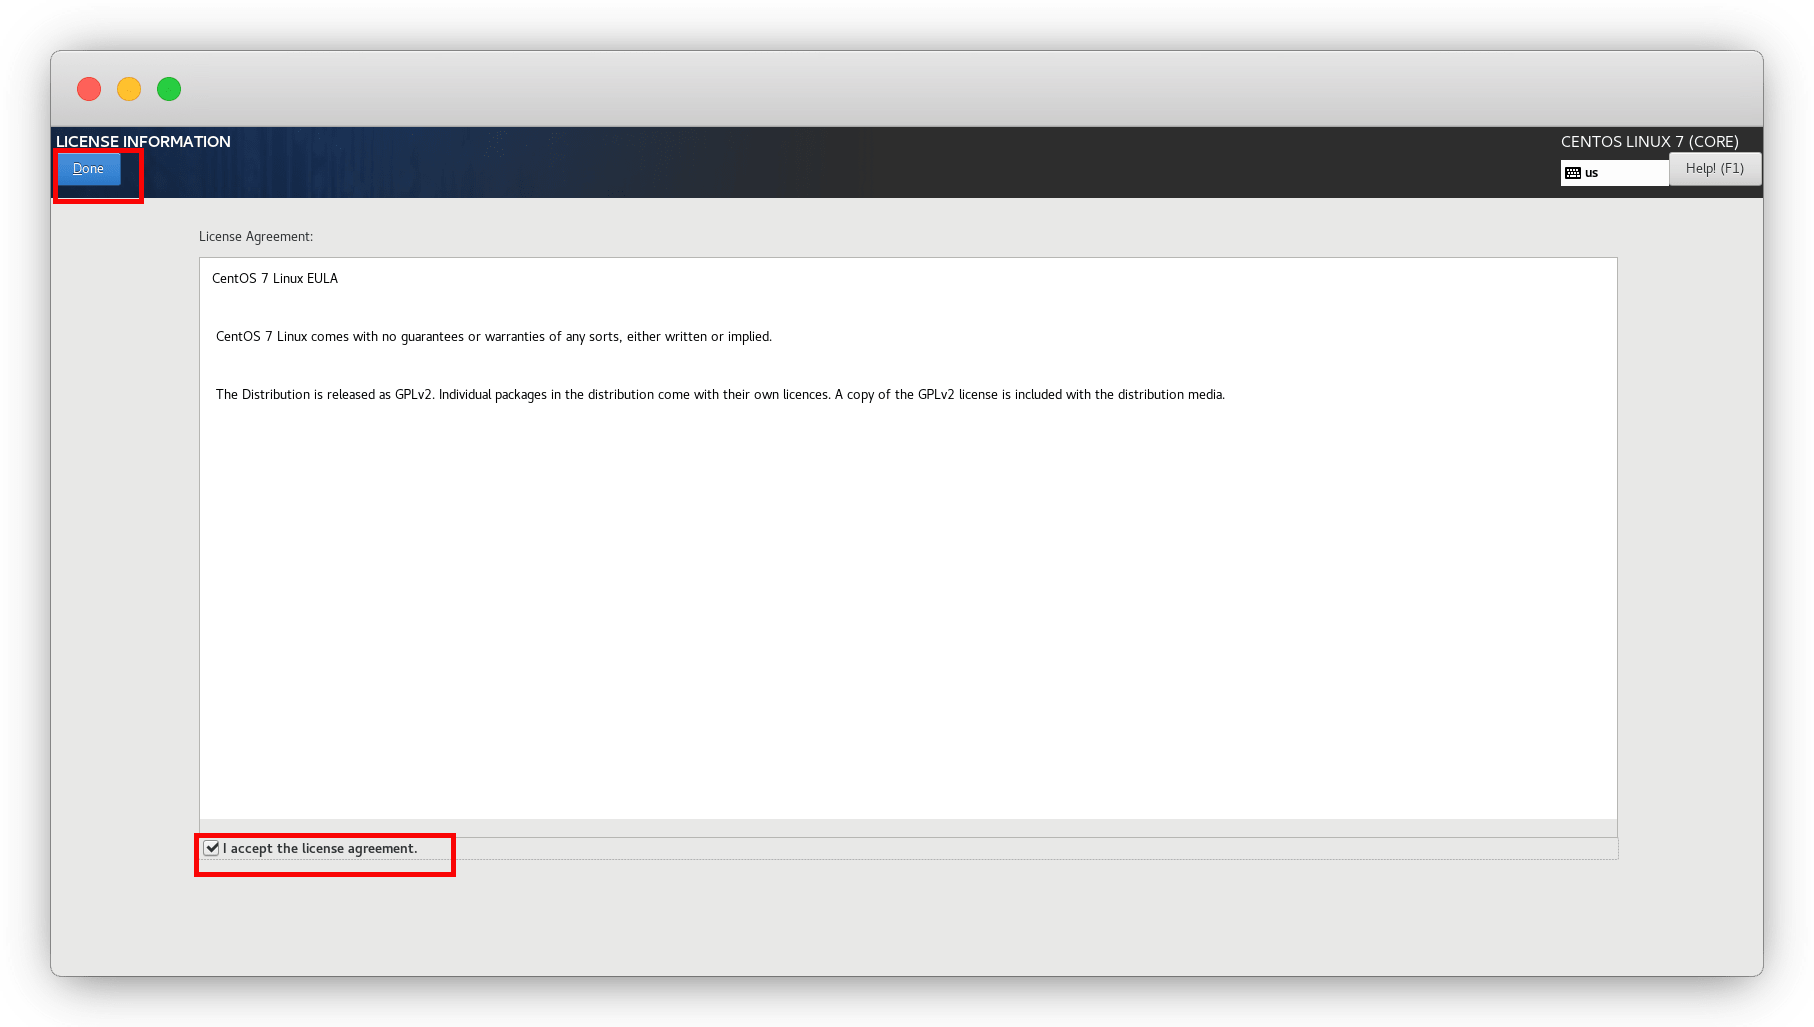 LICENSE INFORMATION
CENTOS LINUX 7 (CORE)
Done
us
Help! (F1)
License Agreement:
CentOS 7 Linux EULA
CentOS 7 Linux comes with no guarantees or warranties of any sorts, either written or implied.
The Distribution is released as GPLv2. Individual packages in the distribution come with their own licences. A copy of the GPLv2 license is included with the distribution media.
I accept the license agreement.